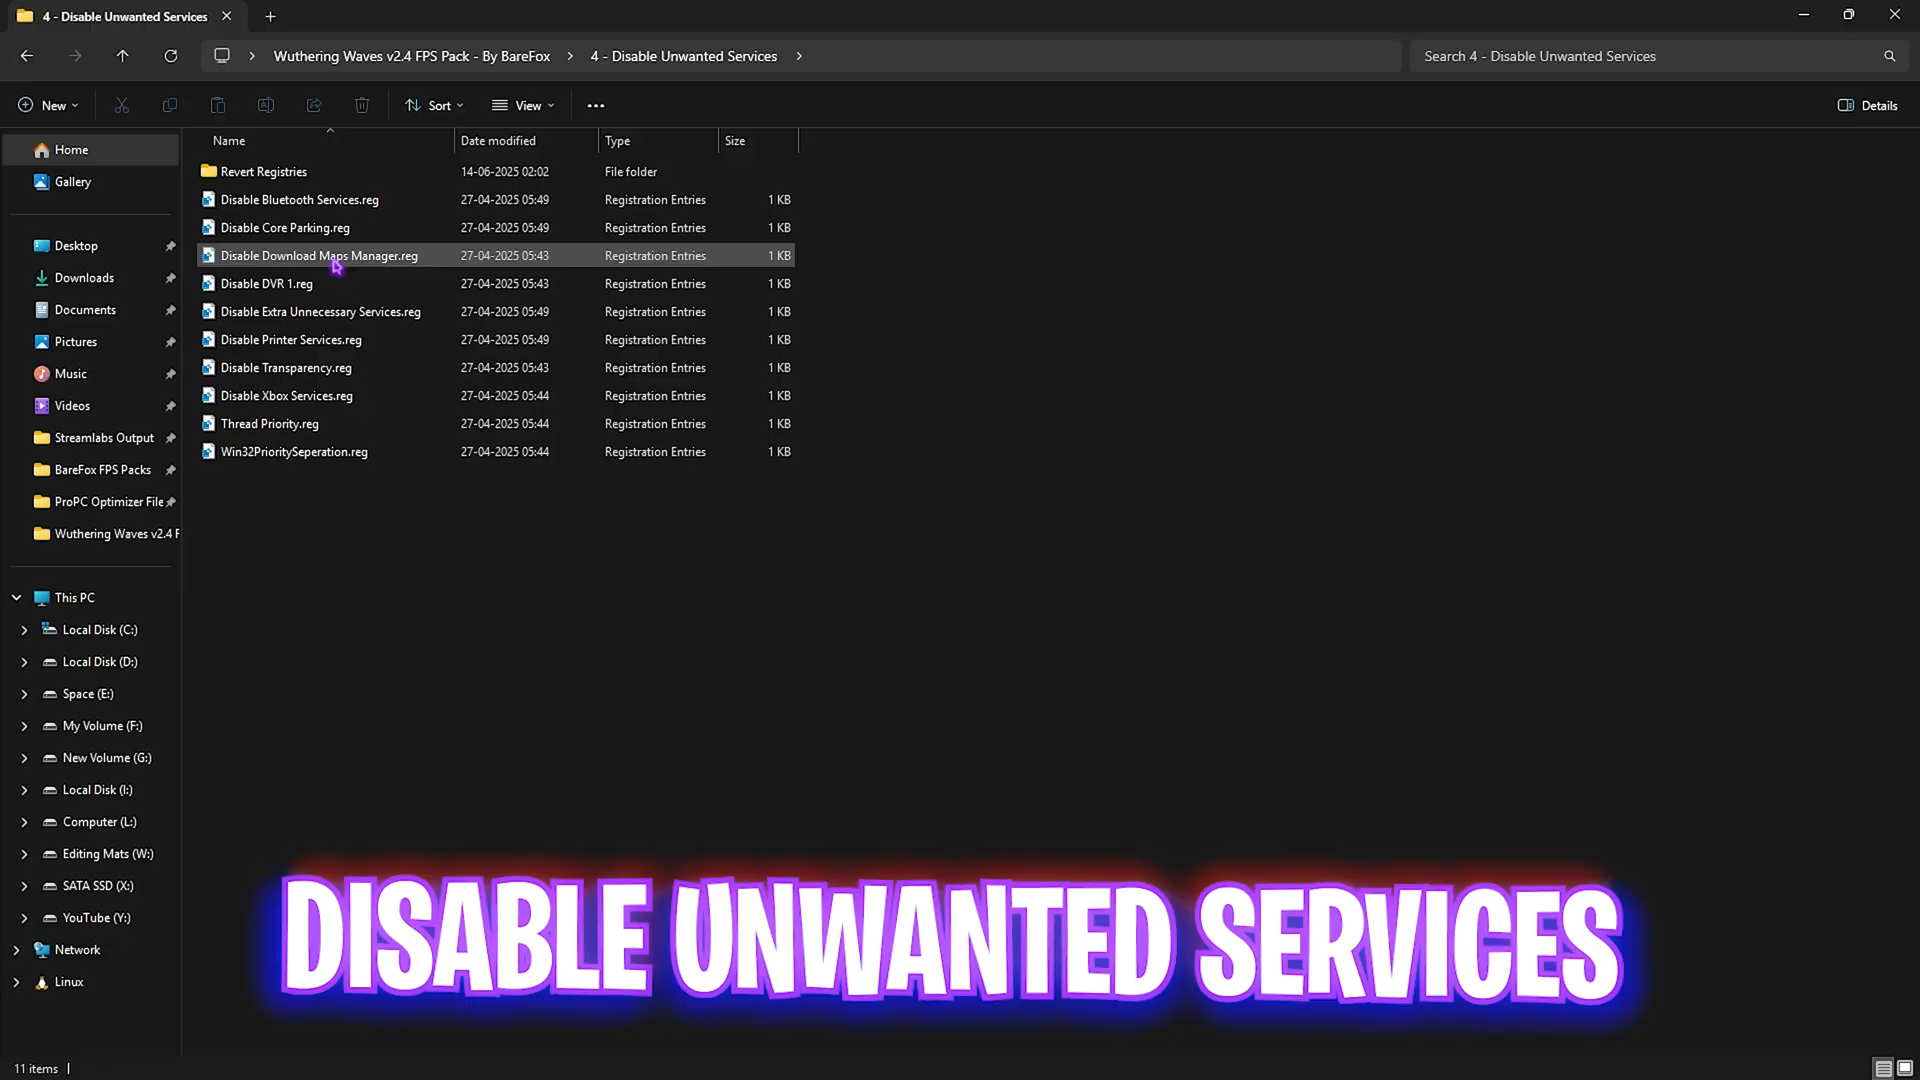 4 - Disable Unwanted Services
Wuthering Waves v2.4 FPS Pack - By BareFox > 4 - Disable Unwanted Services >
Search 4 - Disable Unwanted Services
New
Sort
View
Details
Name Date modified Type Size
Home
Gallery
Desktop
Downloads
Documents
Pictures
Music
Videos
Streamlabs Output
BareFox FPS Packs
ProPC Optimizer File
Wuthering Waves v2.4 F
This PC
Local Disk (C:)
Local Disk (D:)
Space (E:)
My Volume (F:)
New Volume (G:)
Local Disk (I:)
Computer (L:)
Editing Mats (W:)
SATA SSD (X:)
YouTube (Y:)
Network
Linux
Revert Registries 14-06-2025 02:02 File folder
Disable Bluetooth Services.reg 27-04-2025 05:49 Registration Entries 1 KB
Disable Core Parking.reg 27-04-2025 05:49 Registration Entries 1 KB
Disable Download Maps Manager.reg 27-04-2025 05:43 Registration Entries 1 KB
Disable DVR 1.reg 27-04-2025 05:43 Registration Entries 1 KB
Disable Extra Unnecessary Services.reg 27-04-2025 05:49 Registration Entries 1 KB
Disable Printer Services.reg 27-04-2025 05:49 Registration Entries 1 KB
Disable Transparency.reg 27-04-2025 05:43 Registration Entries 1 KB
Disable Xbox Services.reg 27-04-2025 05:44 Registration Entries 1 KB
Thread Priority.reg 27-04-2025 05:44 Registration Entries 1 KB
Win32PrioritySeperation.reg 27-04-2025 05:44 Registration Entries 1 KB
DISABLE UNWANTED SERVICES
11 items